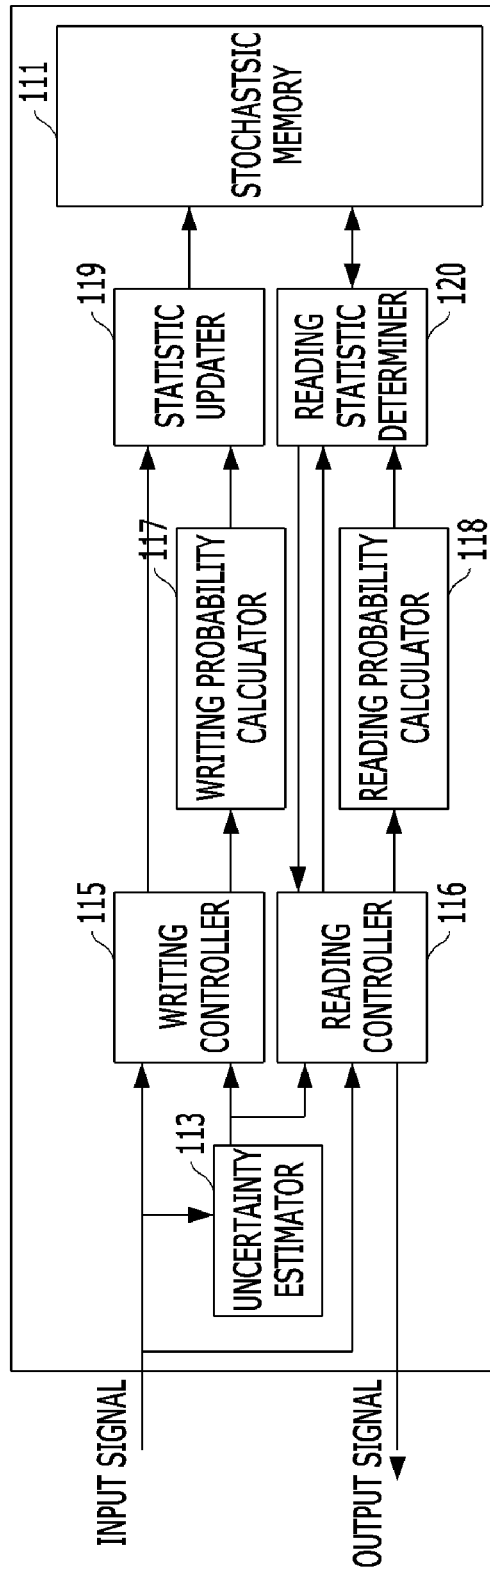 INPUT SIGNAL
OUTPUT SIGNAL
113
UNCERTAINTY
ESTIMATOR
115
WRITING
CONTROLLER
READING
CONTROLLER
116
117
WRITING PROBABILITY
CALCULATOR
READING PROBABILITY
CALCULATOR
118
119
STATISTIC
UPDATER
READING
STATISTIC
DETERMINER
120
111
STOCHASTSIC
MEMORY